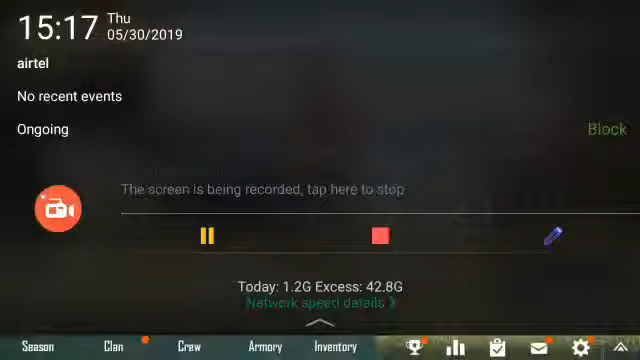 15:17
Thu
05/30/2019
airtel
No recent events
Ongoing
Block
The screen is being recorded, tap here to stop
Today: 1.2G Excess: 42.8G
Network speed details
Season Clan Crew Armory Inventory